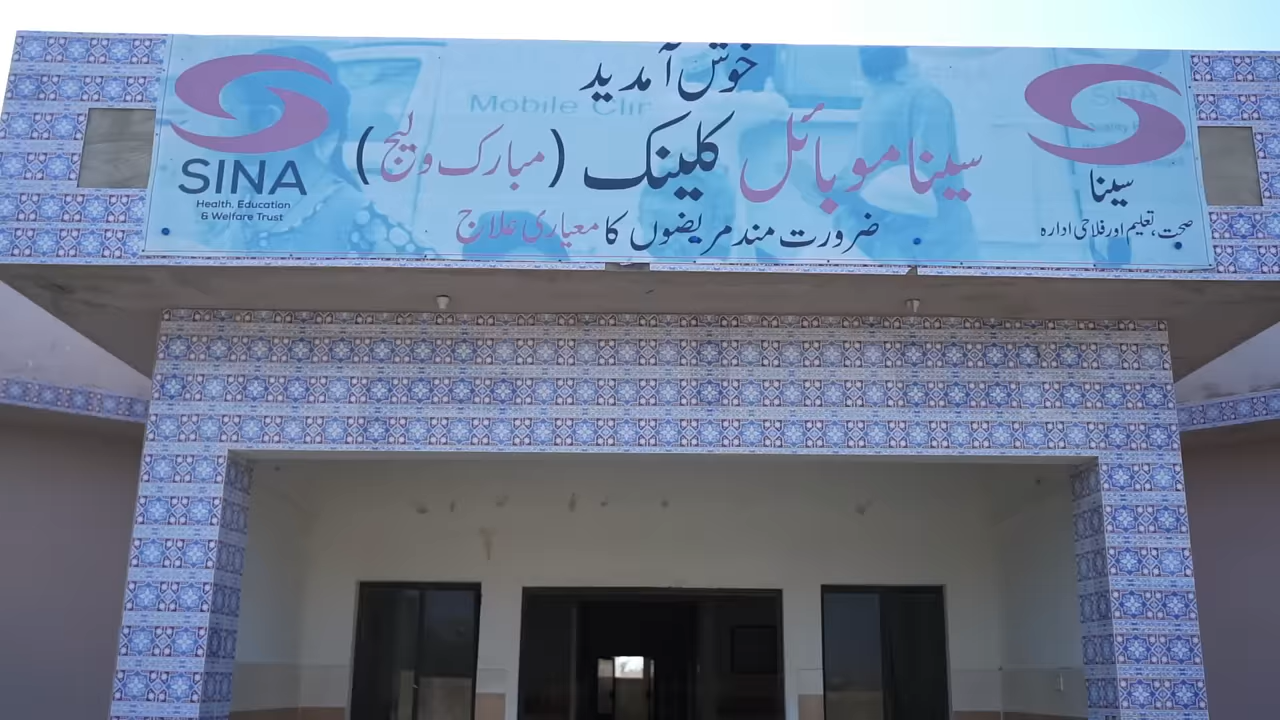 خوش آمدید
سینا موبائل کلینک (مبارک ولیج)
ضرورت مند مریضوں کا معیاری علاج
SINA
Health, Education
& Welfare Trust
سینا
صحت، تعلیم اور فلاحی ادارہ
Mobile